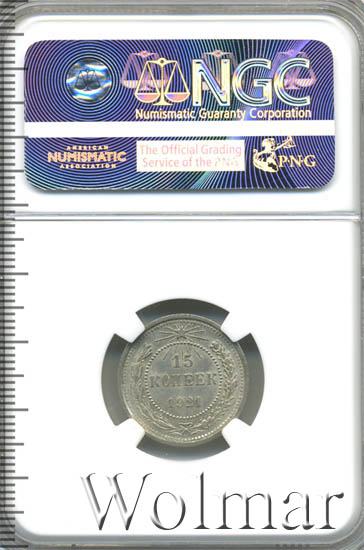 NGC
Numismatic Guaranty Corporation
AMERICAN
NUMISMATIC
ASSOCIATION
The Official Grading
Service of the PNG
PNG
15
КОПЕЕК
1921
Wolmar